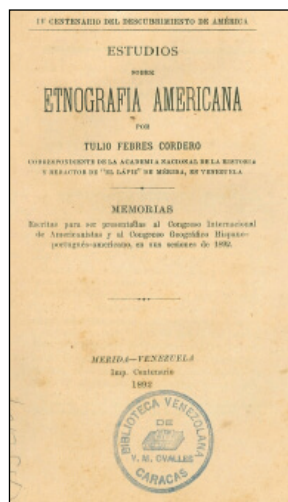 IV CENTENARIO DEL DESCUBRIMIENTO DE AMÉRICA
ESTUDIOS
SOBRE
ETNOGRAFIA AMERICANA
POR
TULIO FEBRES CORDERO
CORRESPONDIENTE DE LA ACADEMIA NACIONAL DE LA HISTORIA
Y REDACTOR DE "EL LÁPIZ" DE MÉRIDA, EN VENEZUELA
MEMORIAS
Escritas para ser presentadas al Congreso Internacional
de Americanistas y al Congreso Geográfico Hispano-
portugués-americano, en sus sesiones de 1892.
MERIDA—VENEZUELA
Imp. Centenario
1892
BIBLIOTECA VENEZOLANA
DE
V. M. OVALLES
CARACAS